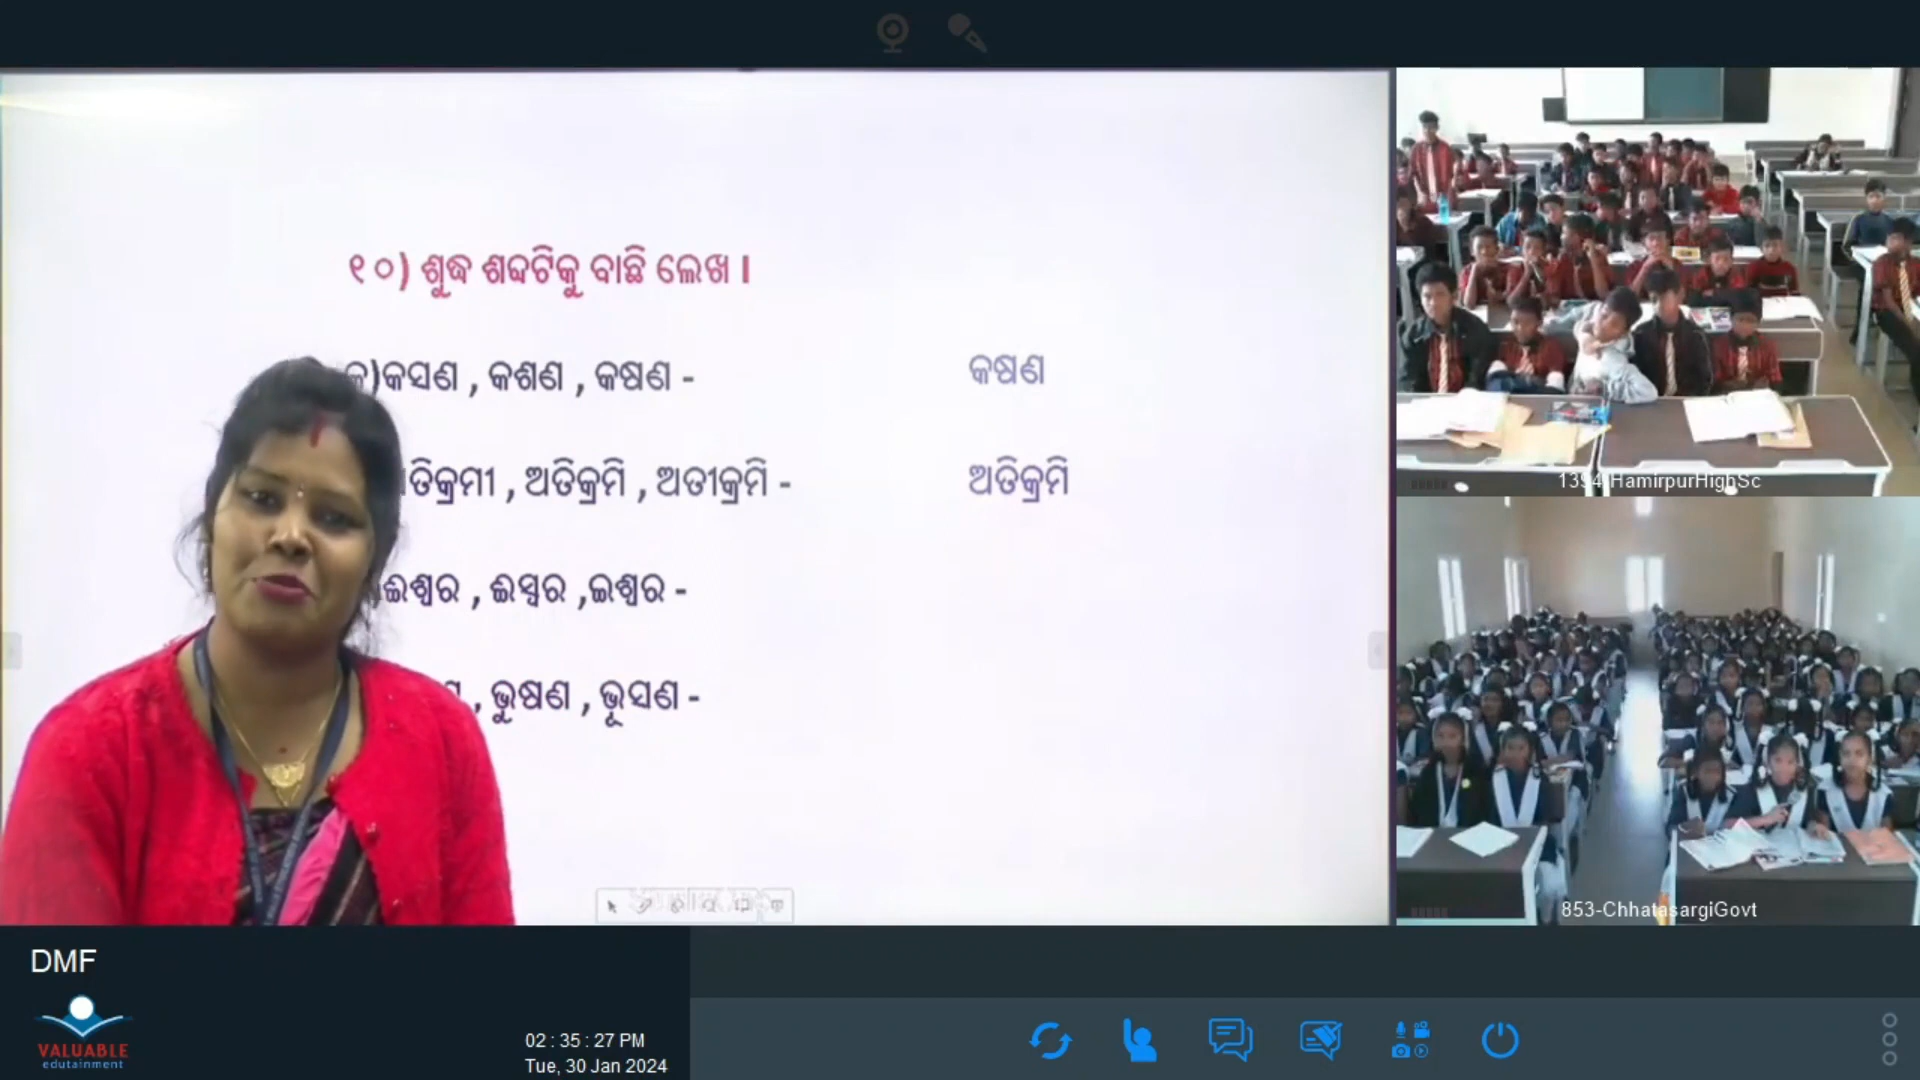 ୧୦) ଶୁଦ୍ଧ ଶବ୍ଦଟିକୁ ବାଛି ଲେଖ ।
କ)କସଣ , କଶଣ , କଷଣ - କଷଣ
ଅତିକ୍ରମି , ଅତୀକ୍ରମି - ଅତିକ୍ରମି
ଈଶ୍ୱର , ଈସ୍ୱର ,ଇଶ୍ୱର -
, ଭୁଷଣ , ଭୂସଣ -
1394-HamirpurHighSc
853-ChhatasargiGovt
DMF
VALUABLE
edutainment
02 : 35 : 27 PM
Tue, 30 Jan 2024